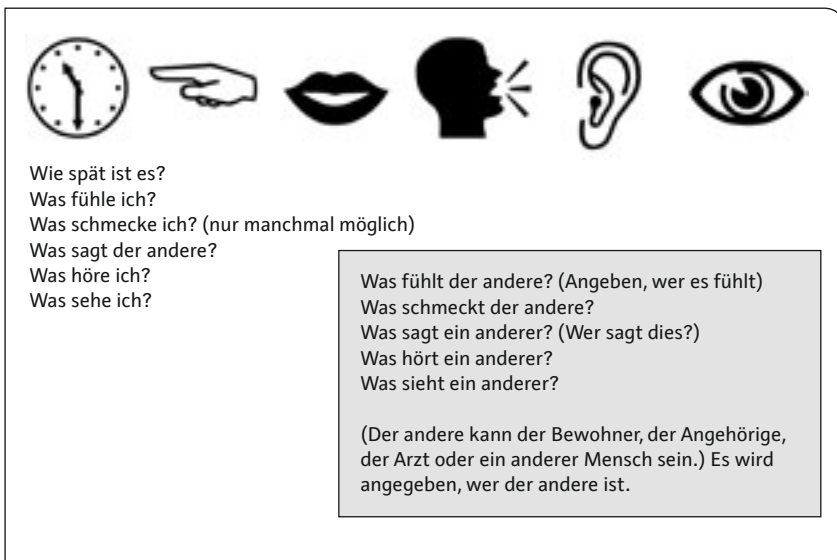 Wie spät ist es?
Was fühle ich?
Was schmecke ich? (nur manchmal möglich)
Was sagt der andere?
Was höre ich?
Was sehe ich?
Was fühlt der andere? (Angeben, wer es fühlt)
Was schmeckt der andere?
Was sagt ein anderer? (Wer sagt dies?)
Was hört ein anderer?
Was sieht ein anderer?
(Der andere kann der Bewohner, der Angehörige,
der Arzt oder ein anderer Mensch sein.) Es wird
angegeben, wer der andere ist.